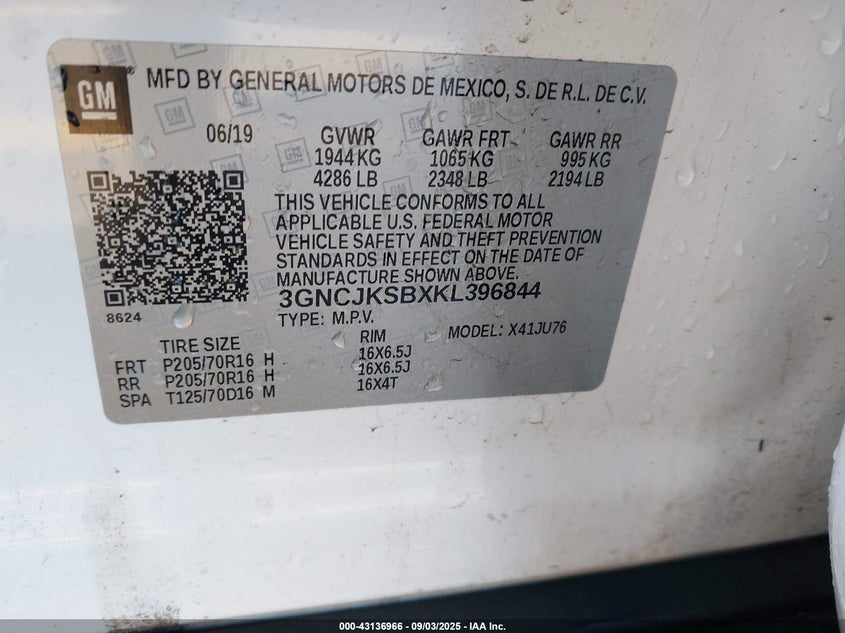 GM
MFD BY GENERAL MOTORS DE MEXICO, S. DE R.L. DE C.V.
06/19 GVWR GAWR FRT GAWR RR
1944 KG 1065 KG 995 KG
4286 LB 2348 LB 2194 LB
THIS VEHICLE CONFORMS TO ALL
APPLICABLE U.S. FEDERAL MOTOR
VEHICLE SAFETY AND THEFT PREVENTION
STANDARDS IN EFFECT ON THE DATE OF
MANUFACTURE SHOWN ABOVE.
3GNCJKSBXKL396844
8624
TYPE: M.P.V. MODEL: X41JU76
TIRE SIZE RIM
FRT P205/70R16 H 16X6.5J
RR P205/70R16 H 16X6.5J
SPA T125/70D16 M 16X4T
000-43136966 - 09/03/2025 - IAA Inc.